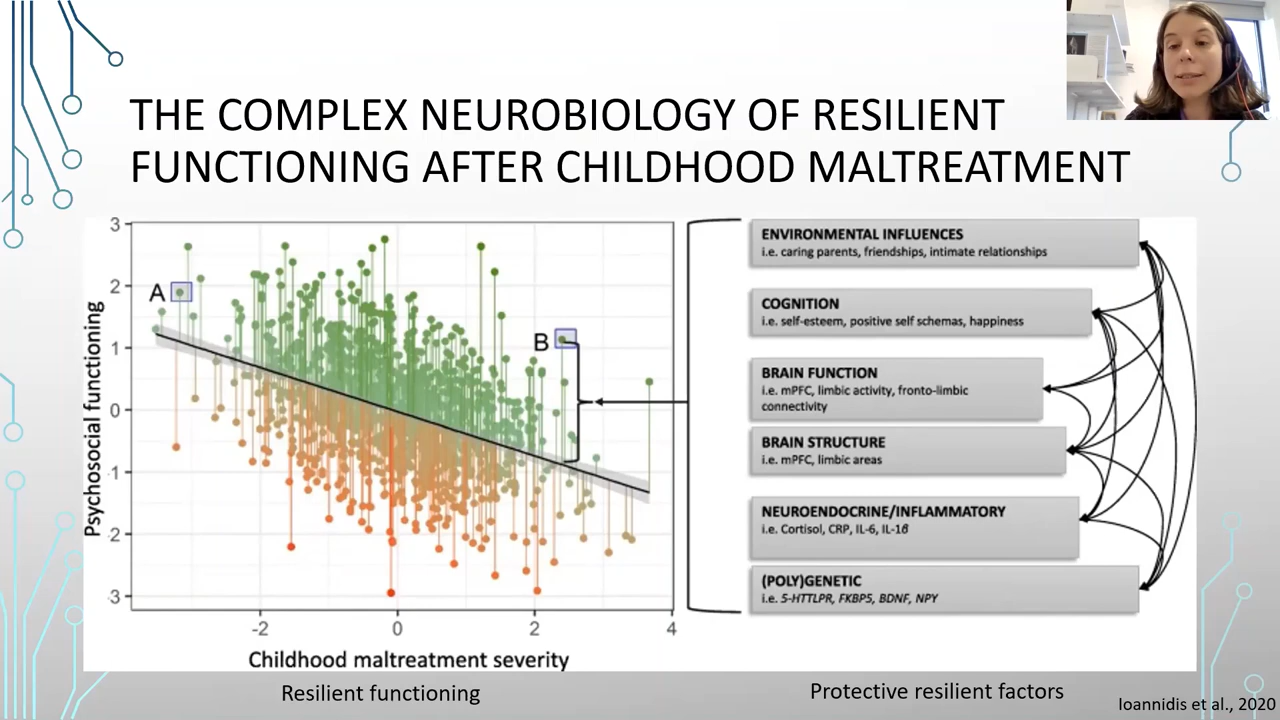 THE COMPLEX NEUROBIOLOGY OF RESILIENT
FUNCTIONING AFTER CHILDHOOD MALTREATMENT
Psychosocial functioning
3
2
1
0
-1
-2
3
A
B
-2
0
2
4
Childhood maltreatment severity
Resilient functioning
ENVIRONMENTAL INFLUENCES
i.e. caring parents, friendships, intimate relationships
COGNITION
i.e. self-esteem, positive self schemas, happiness
BRAIN FUNCTION
i.e. mPFC, limbic activity, fronto-limbic
connectivity
BRAIN STRUCTURE
i.e. mPFC, limbic areas
NEUROENDOCRINE/INFLAMMATORY
i.e. Cortisol, CRP, IL-6, IL-1β
(POLY)GENETIC
i.e. 5-HTTLPR, FKBP5, BDNF, NPY
Protective resilient factors
Ioannidis et al., 2020